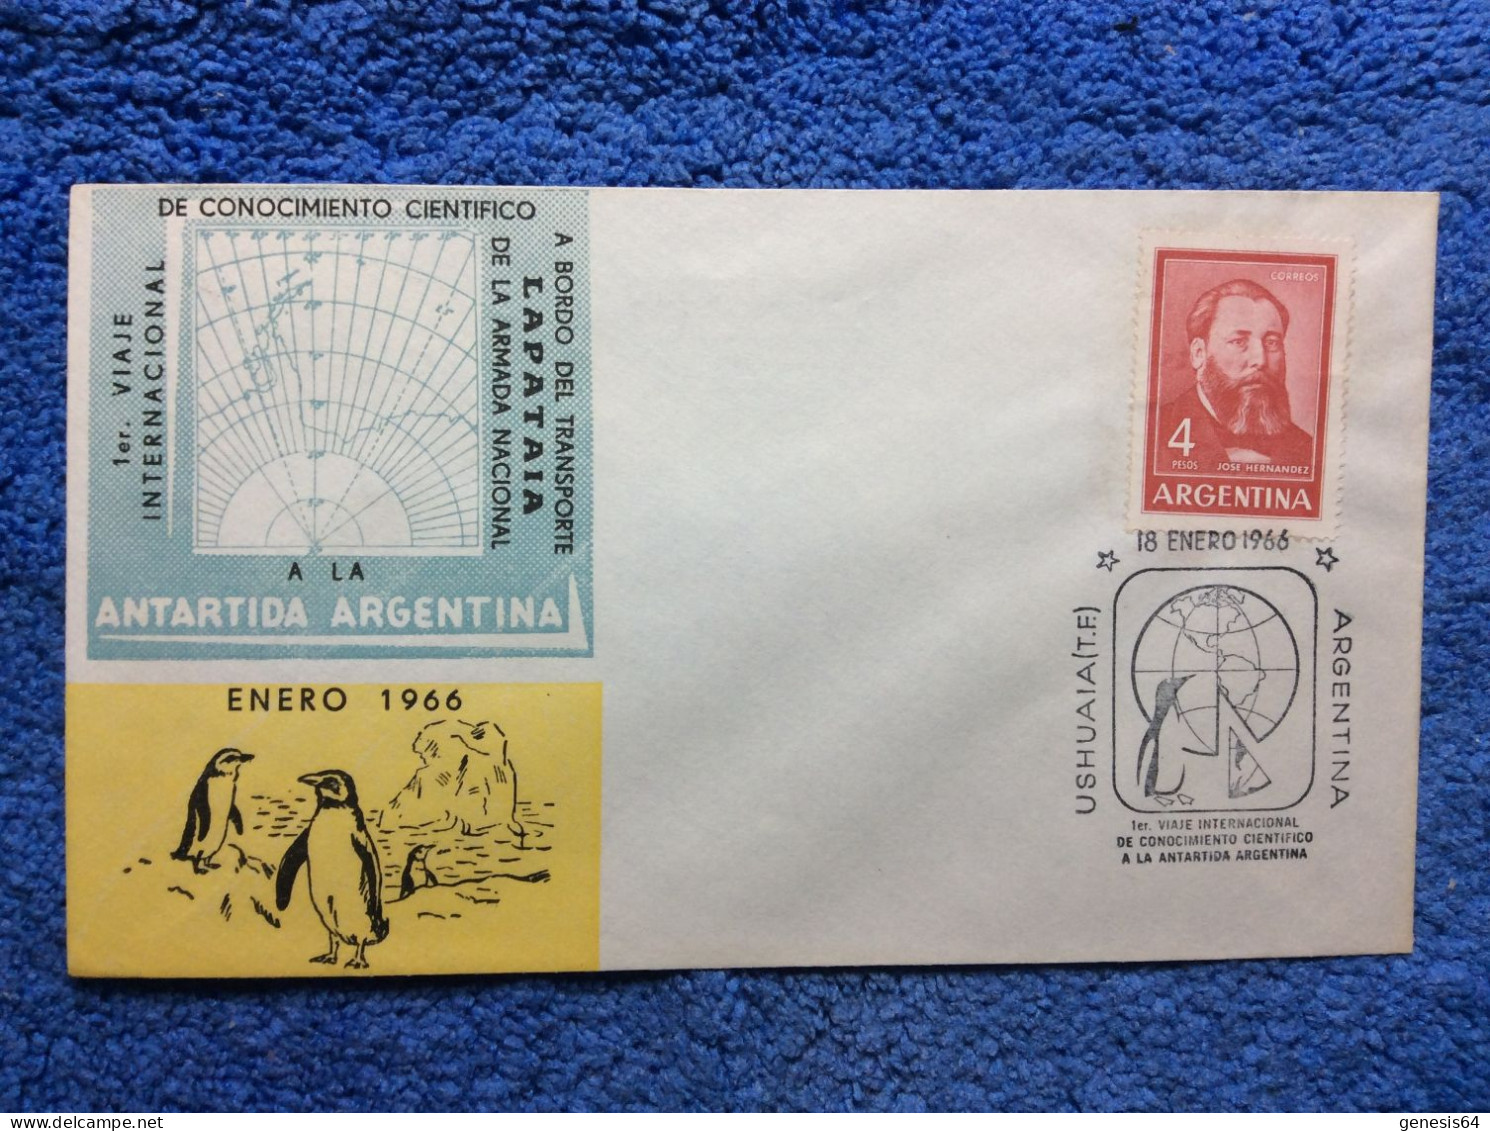 1er. VIAJE
INTERNACIONAL
DE CONOCIMIENTO CIENTIFICO
A BORDO DEL TRANSPORTE
LAPATAIA
DE LA ARMADA NACIONAL
A LA
ANTARTIDA ARGENTINA
ENERO 1966
CORREOS
4
PESOS
JOSE HERNANDEZ
ARGENTINA
18 ENERO 1966
USHUAIA (T.F.)
ARGENTINA
1er. VIAJE INTERNACIONAL
DE CONOCIMIENTO CIENTIFICO
A LA ANTARTIDA ARGENTINA
genesis64